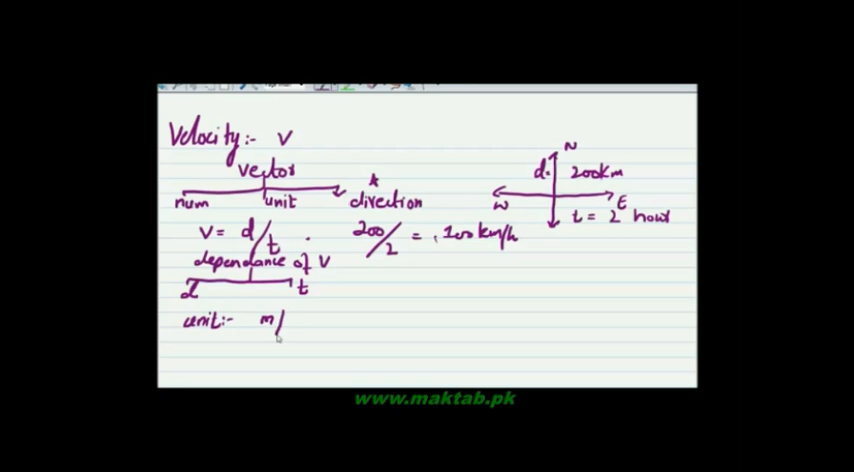 Velocity:- V
vector
num unit direction
V = d/t . 200/2 = 100 km/h
dependance of V
d t
unit:- m/
N
d. 200km
W E
t = 2 hour
www.maktab.pk